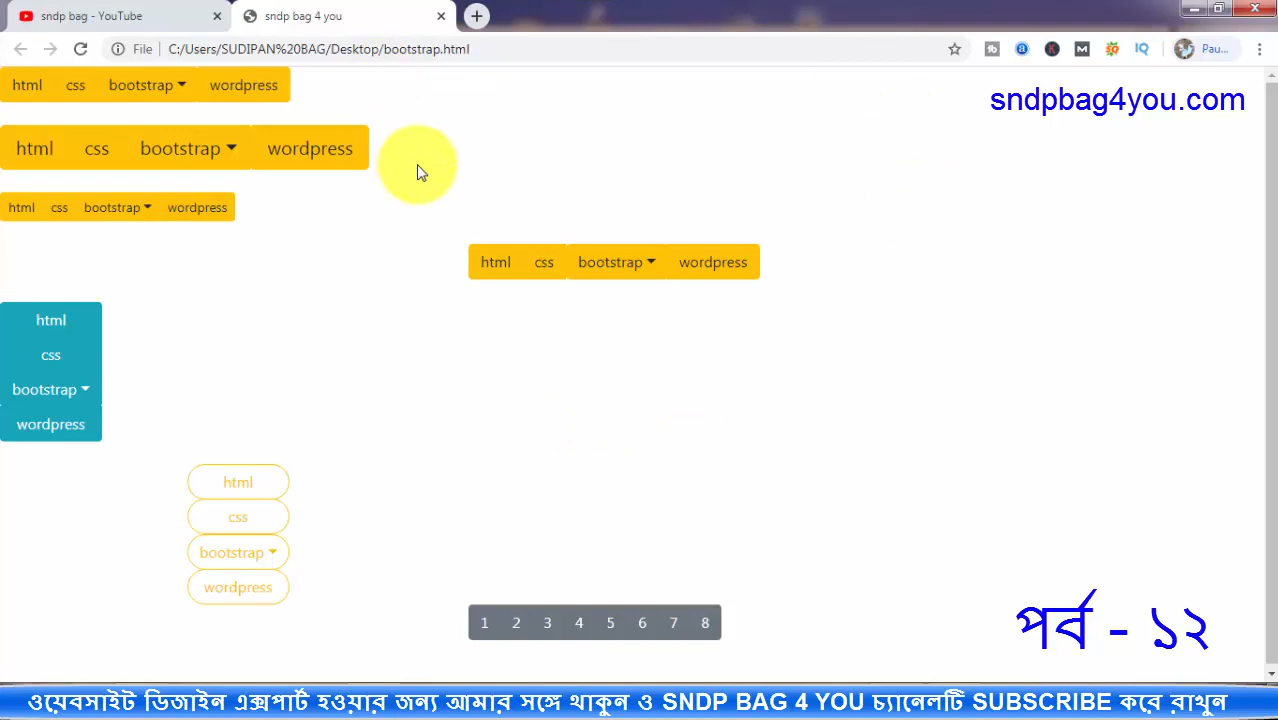 sndp bag - YouTube
sndp bag 4 you
File
C:/Users/SUDIPAN%20BAG/Desktop/bootstrap.html
Pau...
html css bootstrap wordpress
sndpbag4you.com
html css bootstrap wordpress
html css bootstrap wordpress
html css bootstrap wordpress
html
css
bootstrap
wordpress
html
css
bootstrap
wordpress
1 2 3 4 5 6 7 8
পর্ব - ১২
ওয়েবসাইট ডিজাইন এক্সপার্ট হওয়ার জন্য আমার সঙ্গে থাকুন ও SNDP BAG 4 YOU চ্যানেলটি SUBSCRIBE করে রাখুন